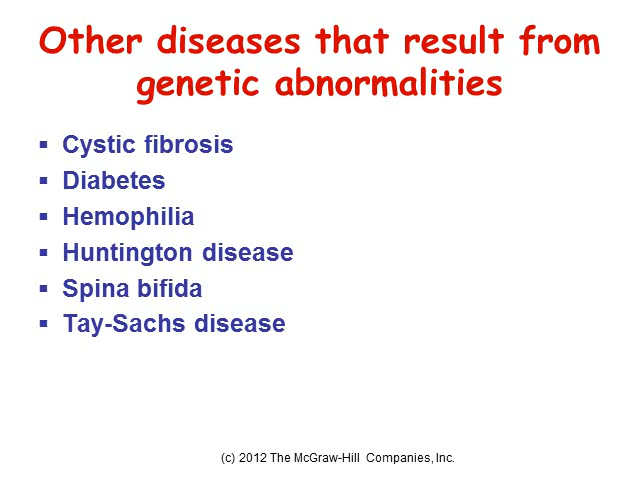 Other diseases that result from
genetic abnormalities
▪ Cystic fibrosis
▪ Diabetes
▪ Hemophilia
▪ Huntington disease
▪ Spina bifida
▪ Tay-Sachs disease
(c) 2012 The McGraw-Hill Companies, Inc.